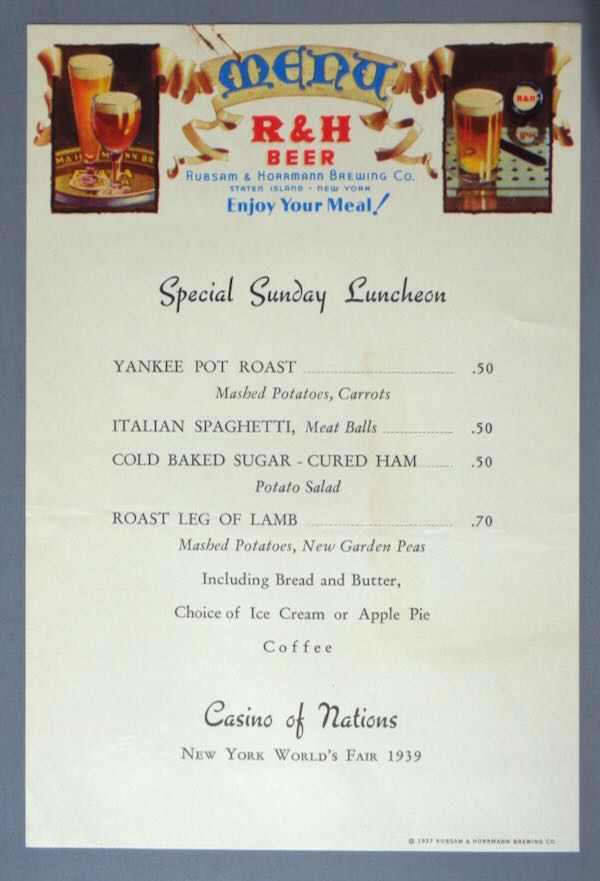 MENU
R&H
BEER
RUBSAM & HORRMANN BREWING CO.
STATEN ISLAND · NEW YORK
Enjoy Your Meal!
R&H
Special Sunday Luncheon
YANKEE POT ROAST .50
Mashed Potatoes, Carrots
ITALIAN SPAGHETTI, Meat Balls .50
COLD BAKED SUGAR - CURED HAM .50
Potato Salad
ROAST LEG OF LAMB .70
Mashed Potatoes, New Garden Peas
Including Bread and Butter,
Choice of Ice Cream or Apple Pie
Coffee
Casino of Nations
NEW YORK WORLD'S FAIR 1939
© 1937 RUBSAM & HORRMANN BREWING CO.